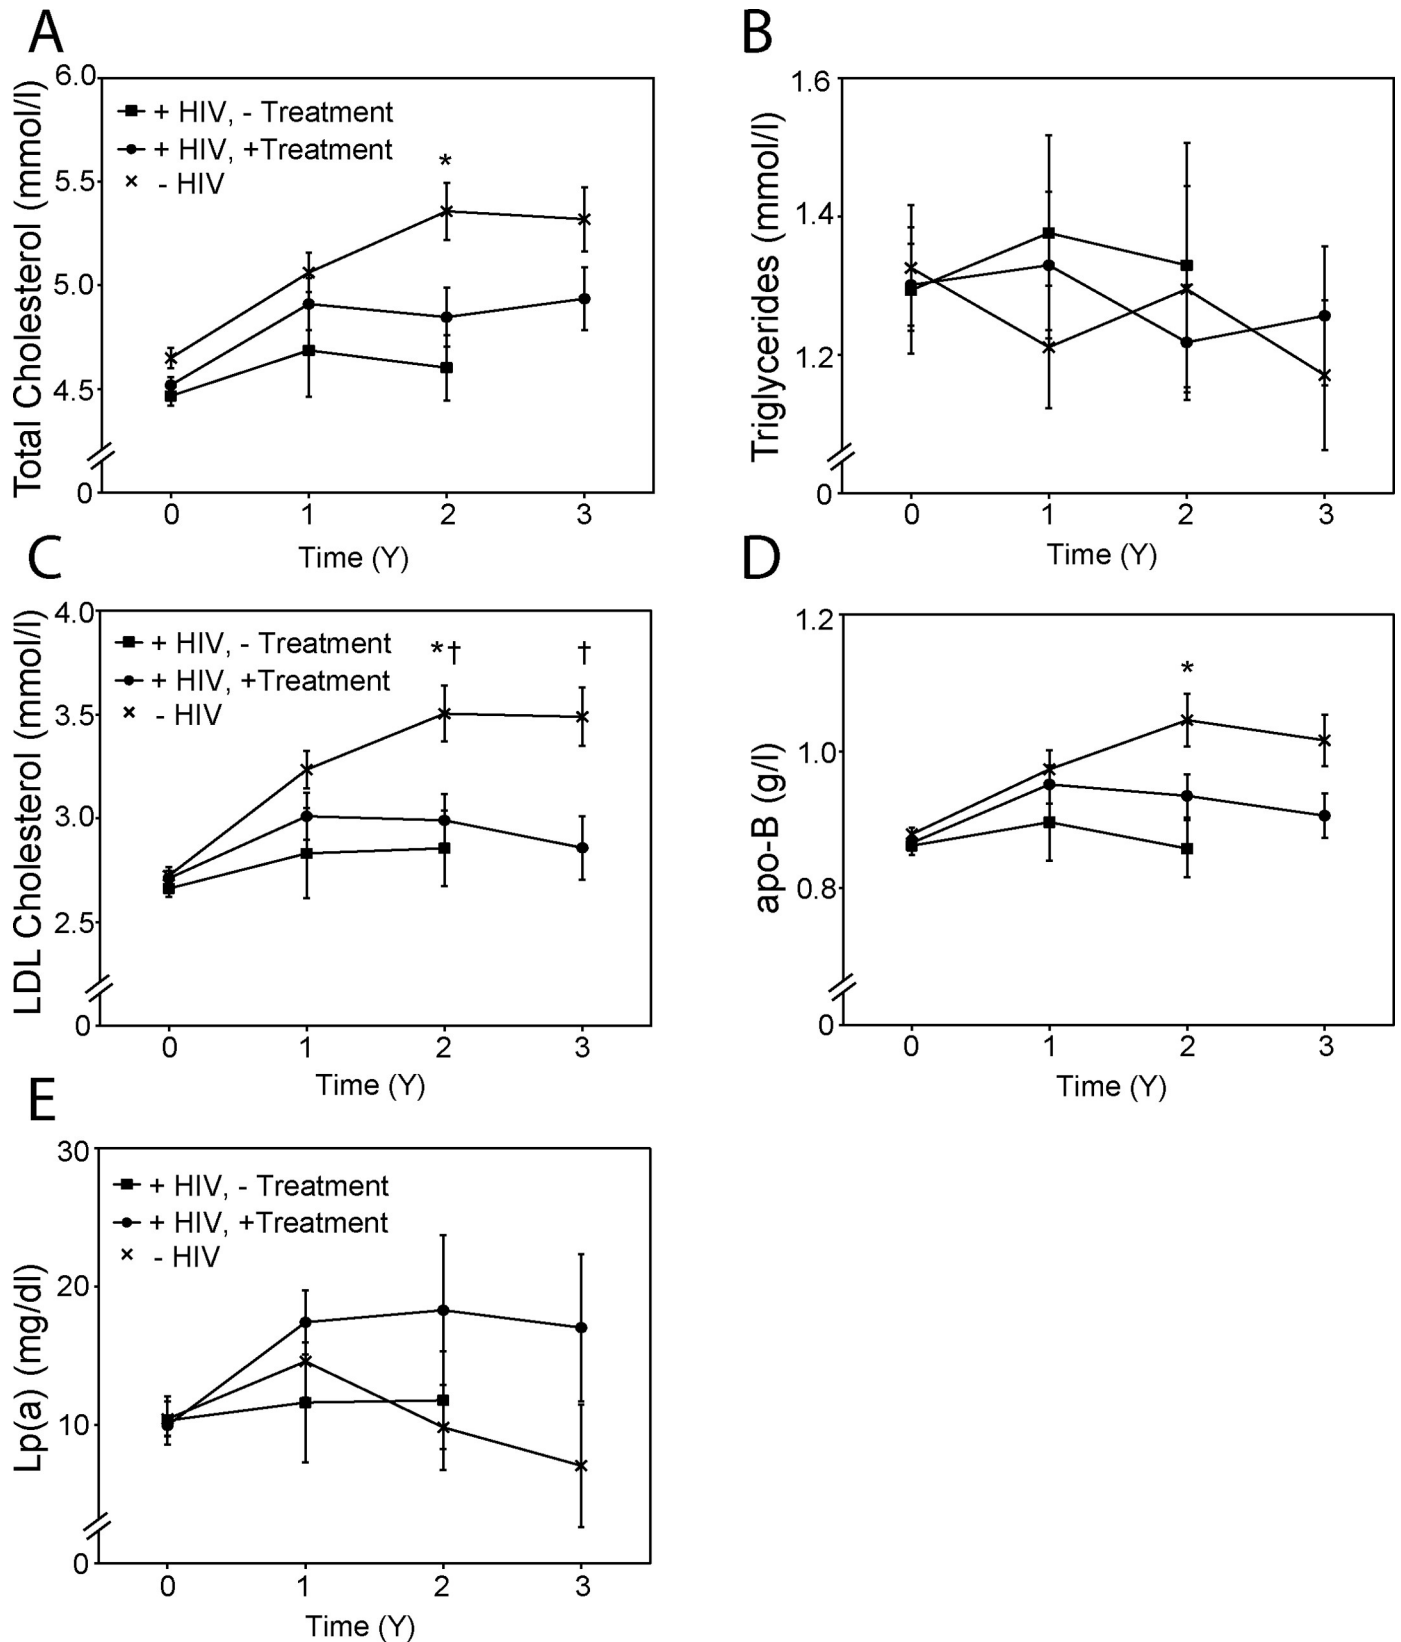 A
Total Cholesterol (mmol/l)
6.0
5.5
5.0
4.5
0
+ HIV, - Treatment
+ HIV, +Treatment
- HIV
*
0 1 2 3
Time (Y)
B
Triglycerides (mmol/l)
1.6
1.4
1.2
0
0 1 2 3
Time (Y)
C
LDL Cholesterol (mmol/l)
4.0
3.5
3.0
2.5
0
+ HIV, - Treatment
+ HIV, +Treatment
- HIV
*† †
0 1 2 3
Time (Y)
D
apo-B (g/l)
1.2
1.0
0.8
0
*
0 1 2 3
Time (Y)
E
Lp(a) (mg/dl)
30
20
10
0
+ HIV, - Treatment
+ HIV, +Treatment
- HIV
0 1 2 3
Time (Y)